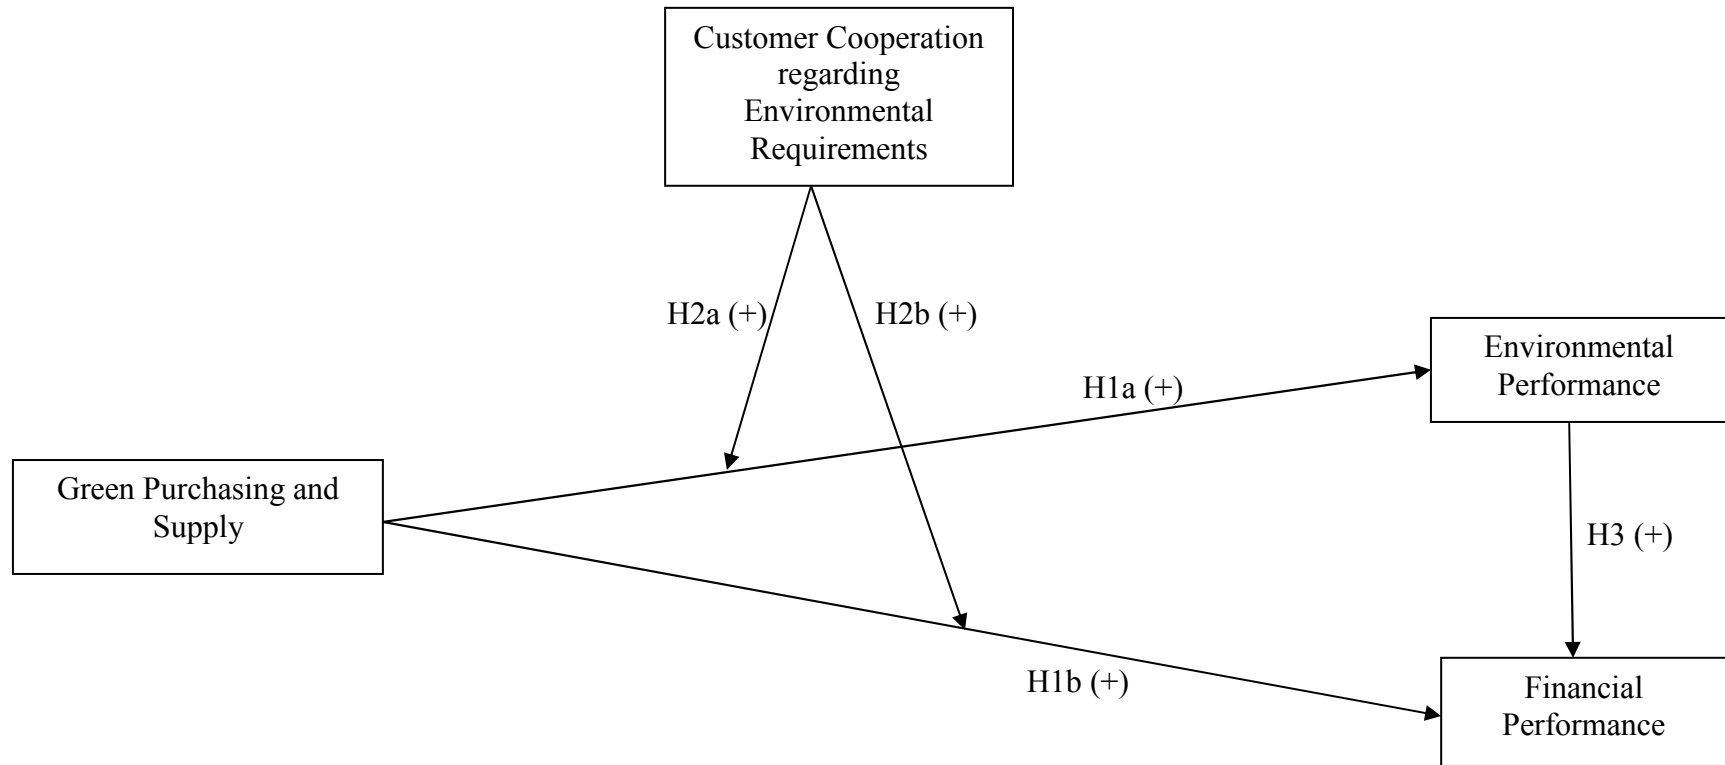 Customer Cooperation
regarding
Environmental
Requirements
H2a (+)
H2b (+)
Environmental
Performance
H1a (+)
Green Purchasing and
Supply
H3 (+)
H1b (+)
Financial
Performance